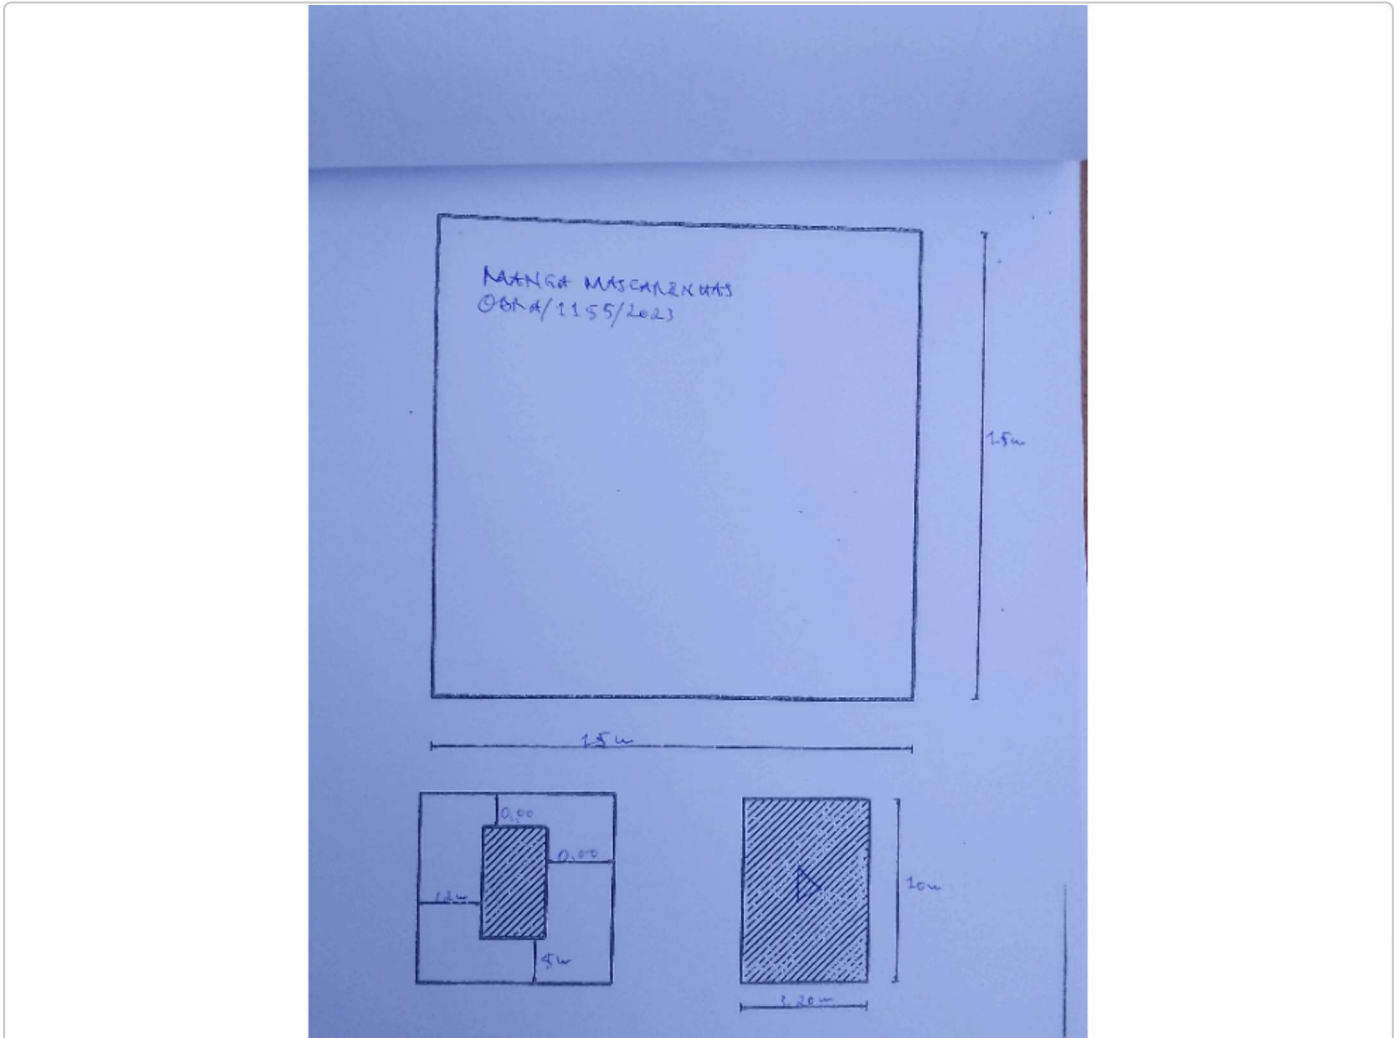 MANGA MASCARENHAS
OBRA/1155/2023
15m
15m
0,00
0,00
12m
5m
10m
3,20m